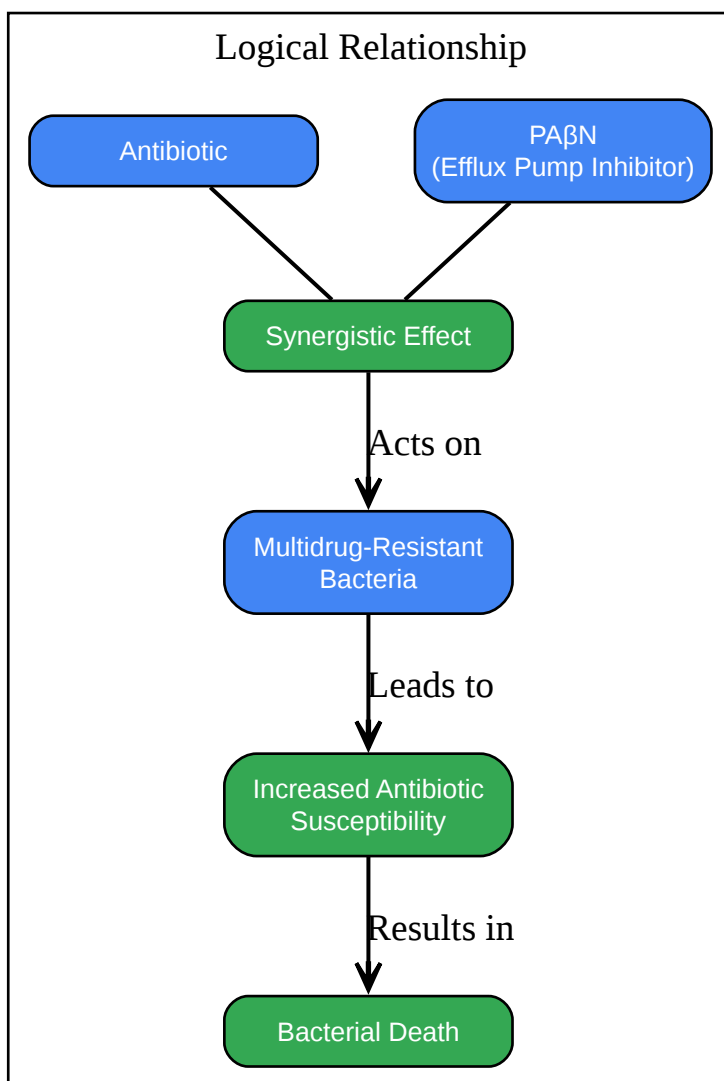 Logical Relationship
Antibiotic
PAβN
(Efflux Pump Inhibitor)
Synergistic Effect
Acts on
Multidrug-Resistant
Bacteria
Leads to
Increased Antibiotic
Susceptibility
Results in
Bacterial Death